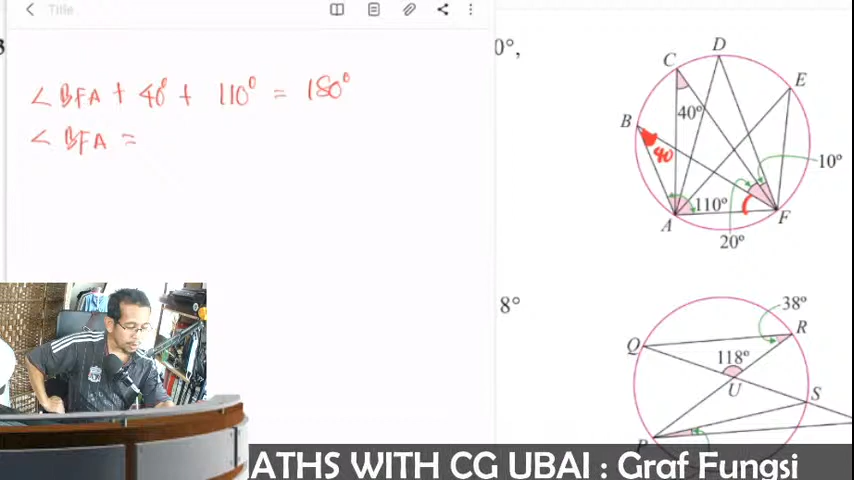 Title
3
∠BFA + 40° + 110° = 180°
∠BFA =
0°,
D
C
E
40°
B
40
10°
110°
A
F
20°
38°
R
Q
118°
U
8°
S
P
ATHS WITH CG UBAI : Graf Fungsi